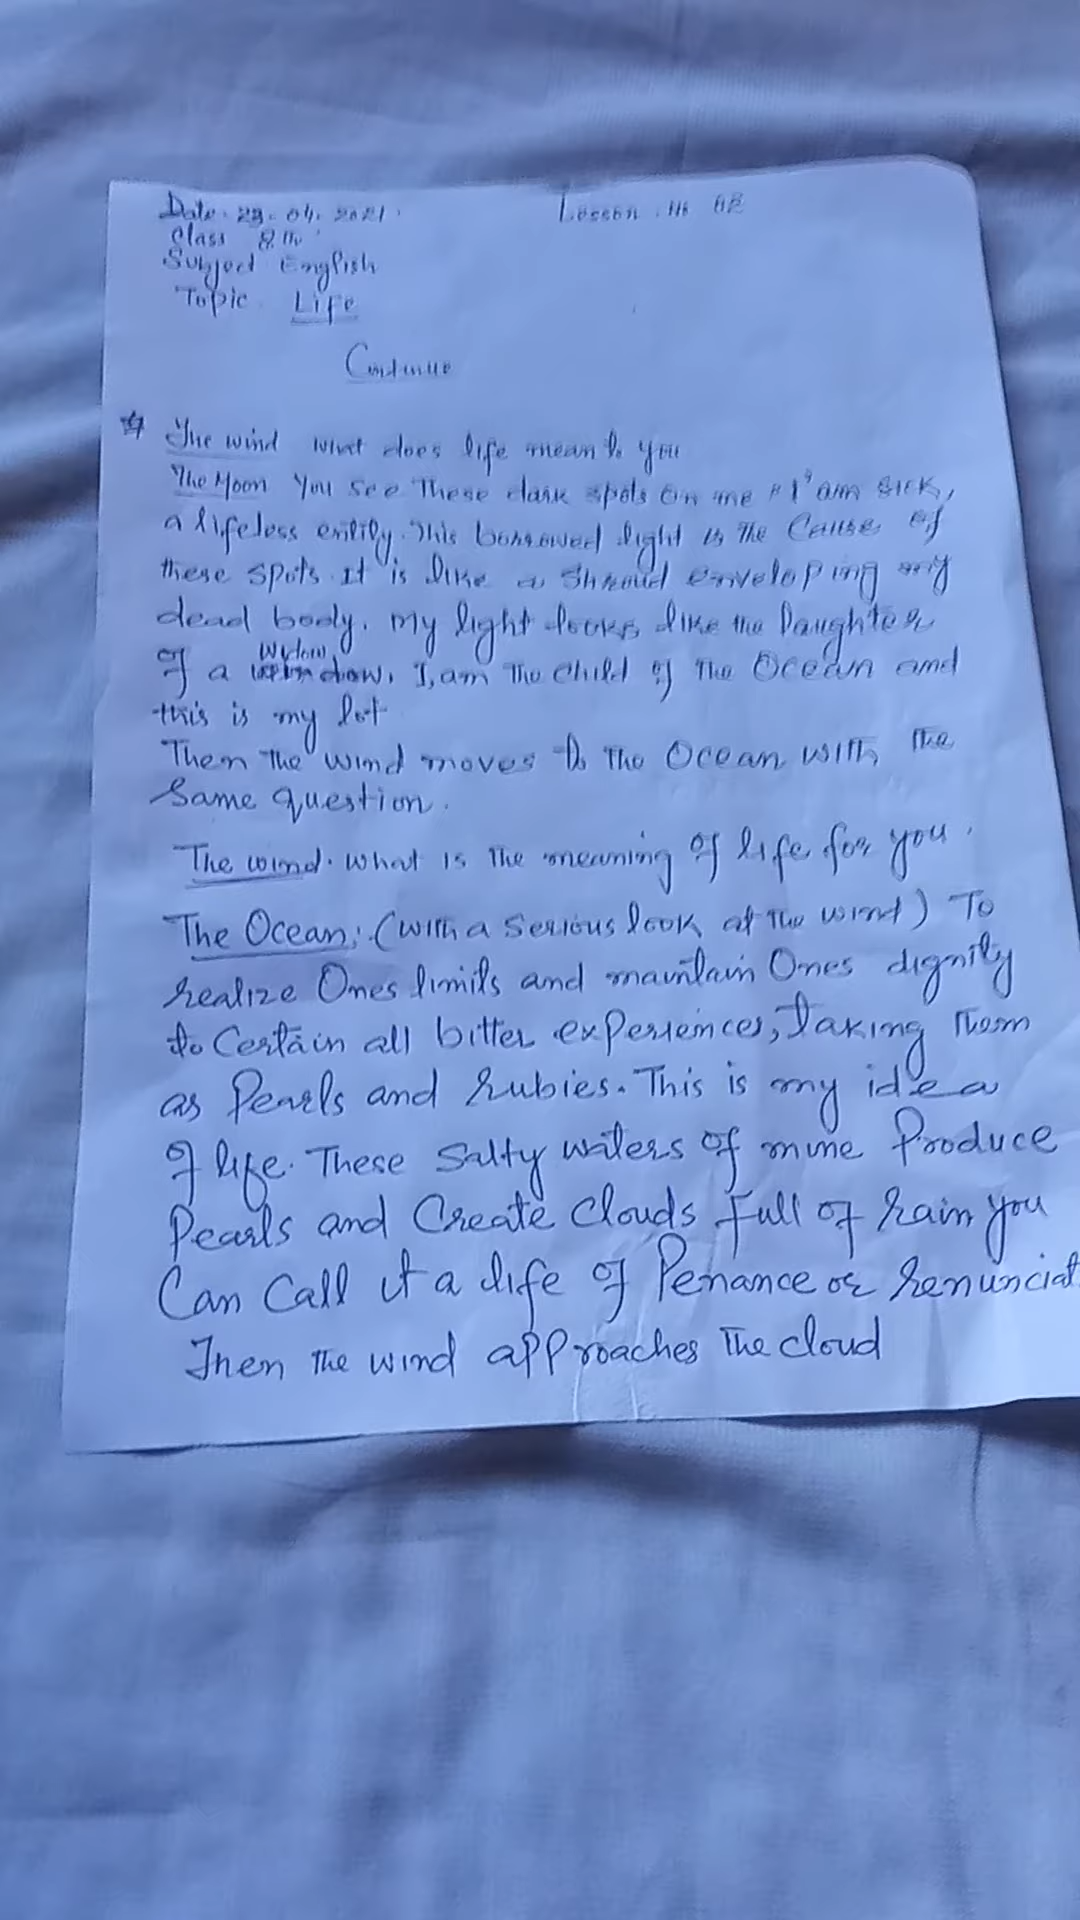 Date. 29. 04. 2021. Lesson. No 02
Class 8th
Subject English
Topic Life
Continue
The wind what does life mean to you
The Moon You see These dark spots on me I'am sick,
a lifeless entity. This borrowed light is the Cause of
these spots. It is like a Shroud enveloping my
dead body. My light looks like the laughter
of a widow. I, am The child of The Ocean and
this is my lot
Then The wind moves to The Ocean with The
Same question.
The wind. What is The meaning of life for you.
The Ocean:. (with a serious look at The wind) To
realize Ones limits and maintain Ones dignity
to Certain all bitter experiences, taking Them
as Pearls and rubies. This is my idea
of life. These Salty waters of mine Produce
Pearls and Create Clouds Full of rain you
Can Call it a life of Penance or renunciat
Then The wind approaches The cloud